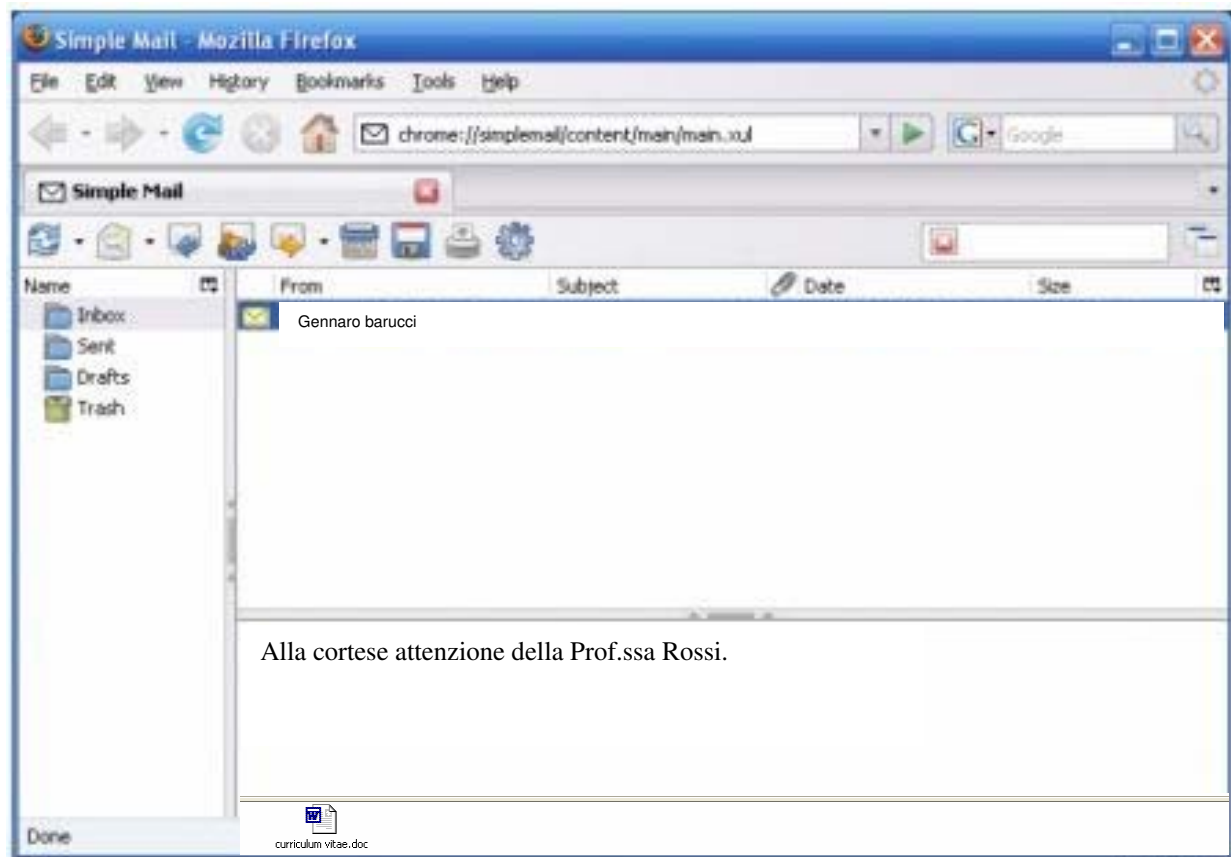 Simple Mail - Mozilla Firefox
File Edit View History Bookmarks Tools Help
chrome://simplemail/content/main/main.xul
Google
Simple Mail
Name
From Subject Date Size
Inbox
Gennaro barucci
Sent
Drafts
Trash
Alla cortese attenzione della Prof.ssa Rossi.
curriculum vitae.doc
Done